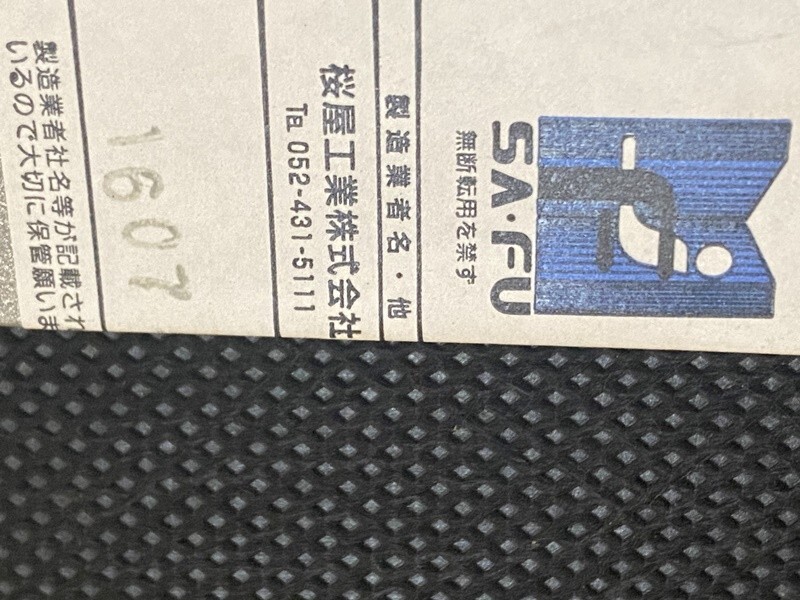 SA・FU
無断転用を禁ず
製造業者名・他
桜屋工業株式会社
℡ 052-431-5111
1607
製造業者社名等が記載され
いるので大切に保管願いま